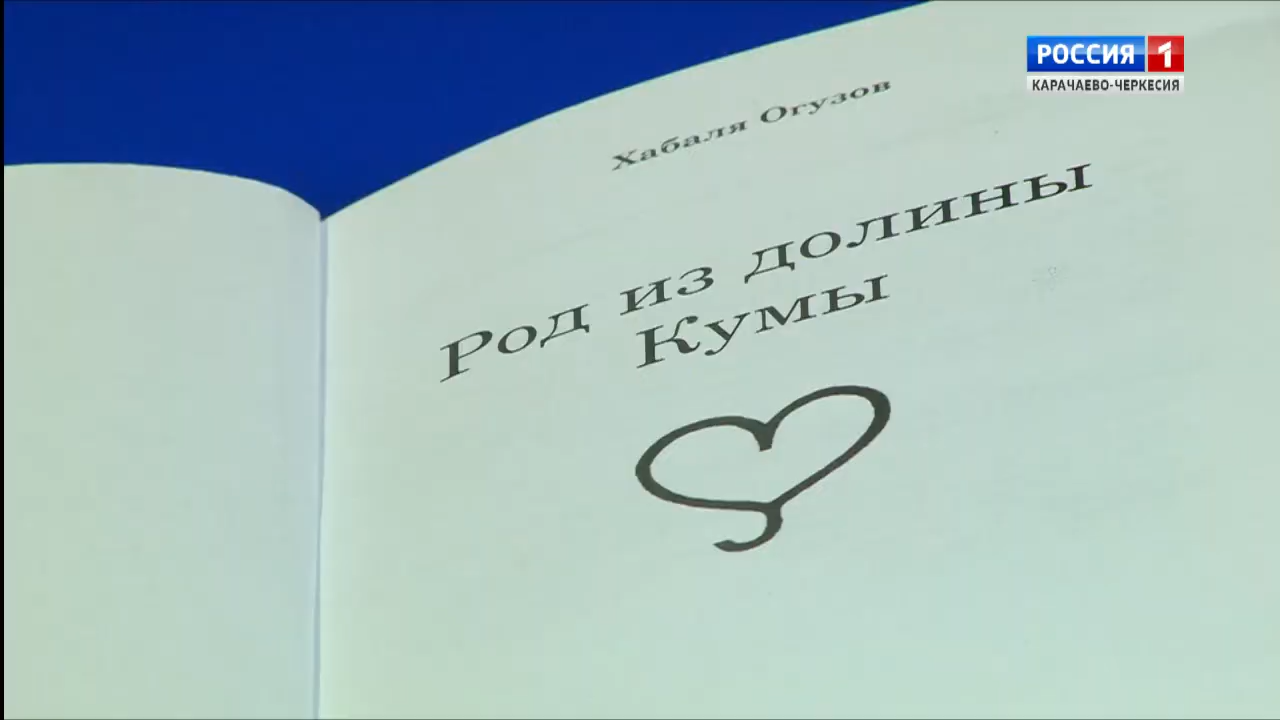 РОССИЯ 1
КАРАЧАЕВО-ЧЕРКЕСИЯ
Хабаля Огузов
Род из долины
Кумы